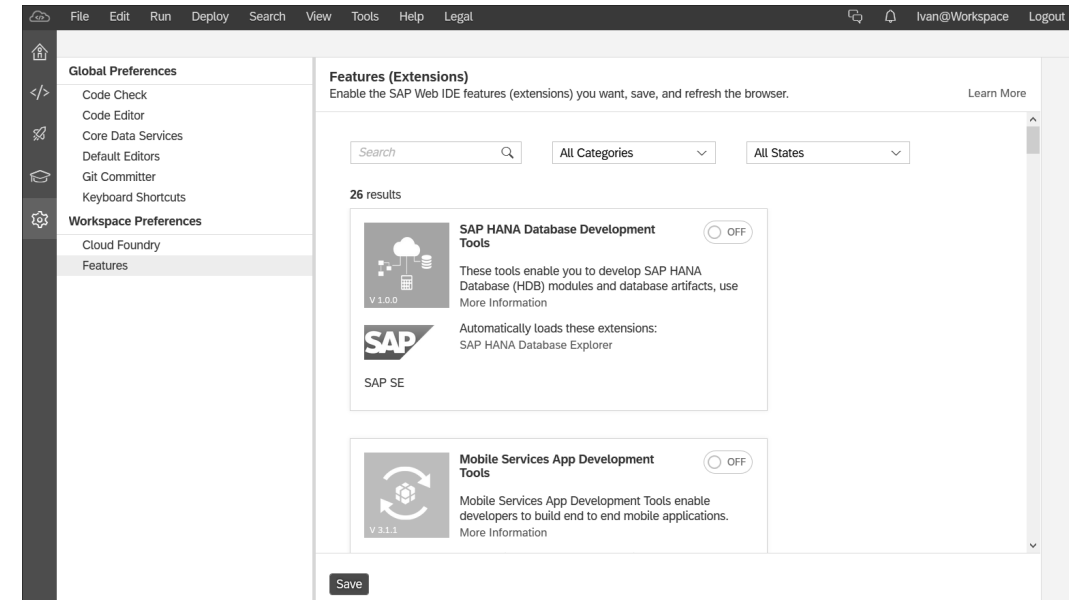 File Edit Run Deploy Search View Tools Help Legal Ivan@Workspace Logout
Global Preferences
Code Check
Code Editor
Core Data Services
Default Editors
Git Committer
Keyboard Shortcuts
Workspace Preferences
Cloud Foundry
Features
Features (Extensions)
Enable the SAP Web IDE features (extensions) you want, save, and refresh the browser.
Learn More
Search
All Categories
All States
26 results
SAP HANA Database Development
Tools
OFF
These tools enable you to develop SAP HANA
Database (HDB) modules and database artifacts, use
More Information
V 1.0.0
Automatically loads these extensions:
SAP HANA Database Explorer
SAP
SAP SE
Mobile Services App Development
Tools
OFF
Mobile Services App Development Tools enable
developers to build end to end mobile applications.
More Information
V 3.1.1
Save